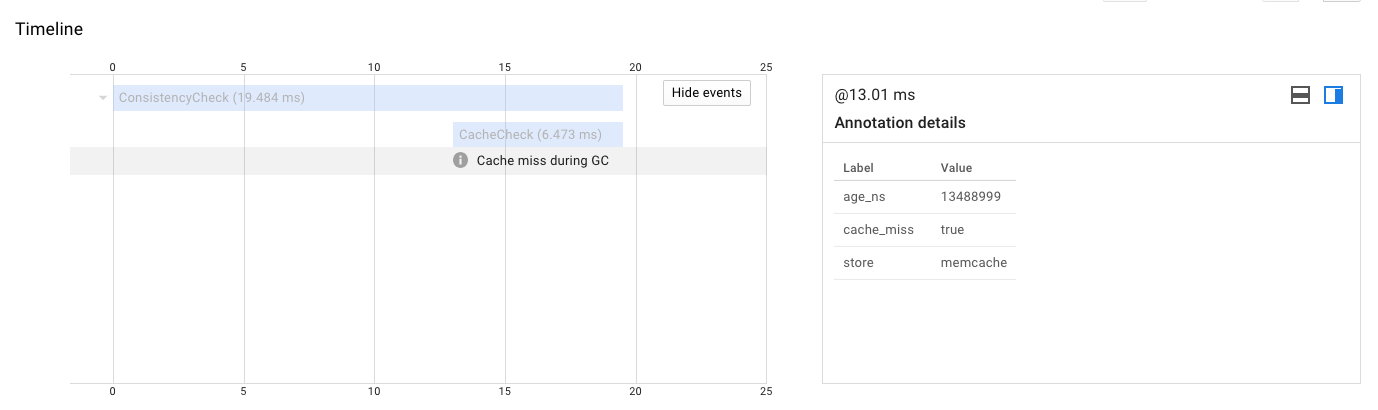 Timeline
0 5 10 15 20 25
ConsistencyCheck (19.484 ms)
Hide events
CacheCheck (6.473 ms)
Cache miss during GC
0 5 10 15 20 25
@13.01 ms
Annotation details
Label Value
age_ns 13488999
cache_miss true
store memcache